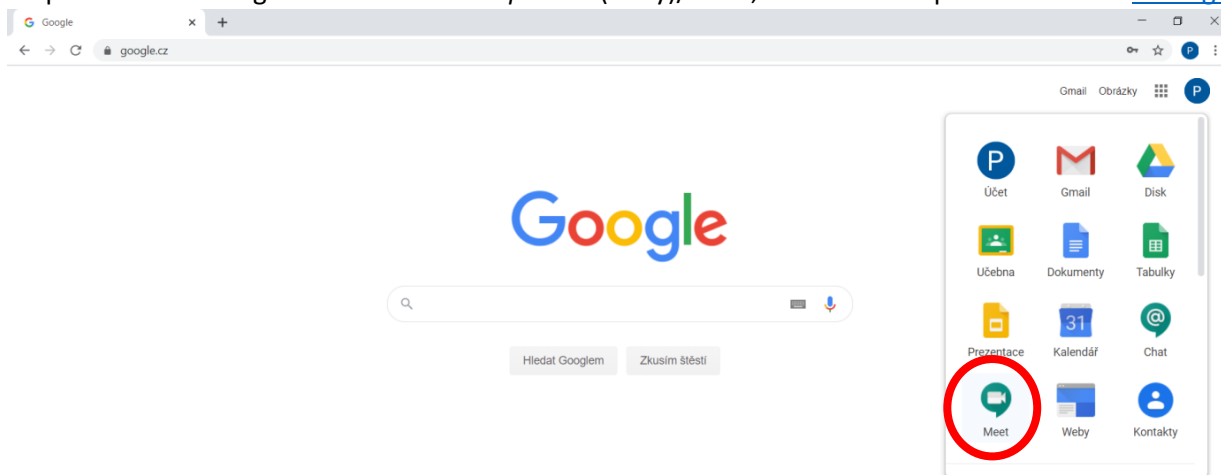 Google
google.cz
P
Gmail Obrázky
P
P
Účet Gmail Disk
Google
Učebna Dokumenty Tabulky
31
Prezentace Kalendář Chat
Hledat Googlem Zkusím štěstí
Meet Weby Kontakty